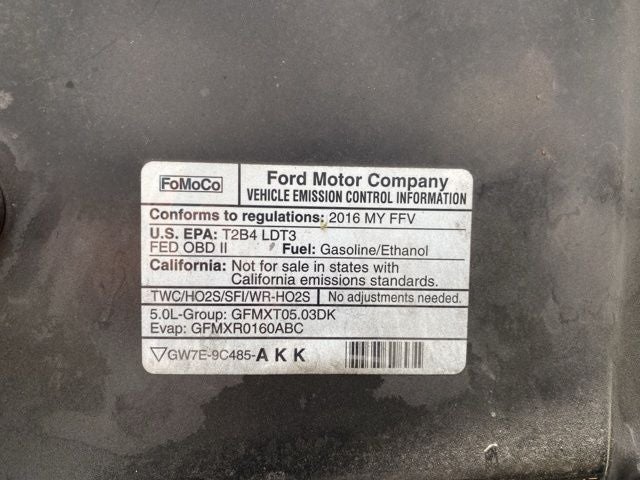 FoMoCo
Ford Motor Company
VEHICLE EMISSION CONTROL INFORMATION
Conforms to regulations: 2016 MY FFV
U.S. EPA: T2B4 LDT3
FED OBD II Fuel: Gasoline/Ethanol
California: Not for sale in states with
California emissions standards.
TWC/HO2S/SFI/WR-HO2S No adjustments needed.
5.0L-Group: GFMXT05.03DK
Evap: GFMXR0160ABC
GW7E-9C485-AKK